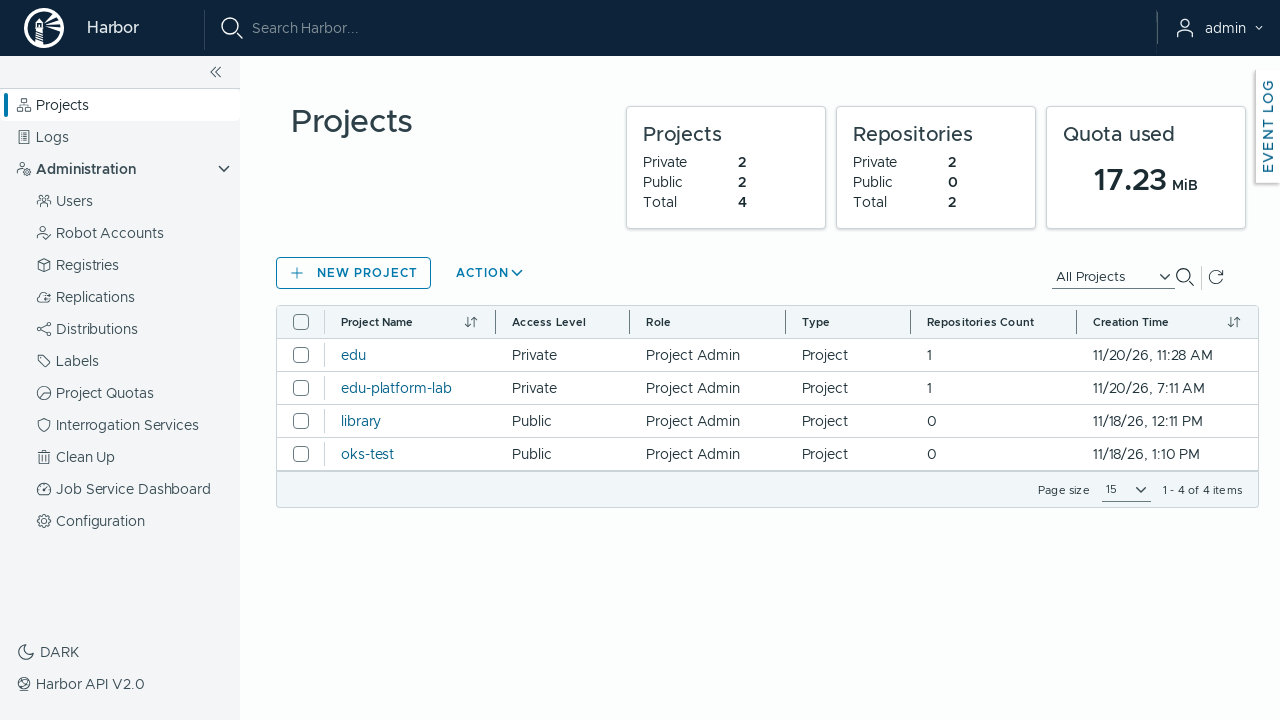 Harbor
Search Harbor...
admin
EVENT LOG
Projects
Logs
Administration
Users
Robot Accounts
Registries
Replications
Distributions
Labels
Project Quotas
Interrogation Services
Clean Up
Job Service Dashboard
Configuration
DARK
Harbor API V2.0
Projects
Projects
Private 2
Public 2
Total 4
Repositories
Private 2
Public 0
Total 2
Quota used
17.23 MiB
NEW PROJECT ACTION
All Projects
Project Name Access Level Role Type Repositories Count Creation Time
edu Private Project Admin Project 1 11/20/26, 11:28 AM
edu-platform-lab Private Project Admin Project 1 11/20/26, 7:11 AM
library Public Project Admin Project 0 11/18/26, 12:11 PM
oks-test Public Project Admin Project 0 11/18/26, 1:10 PM
Page size 15 1 - 4 of 4 items